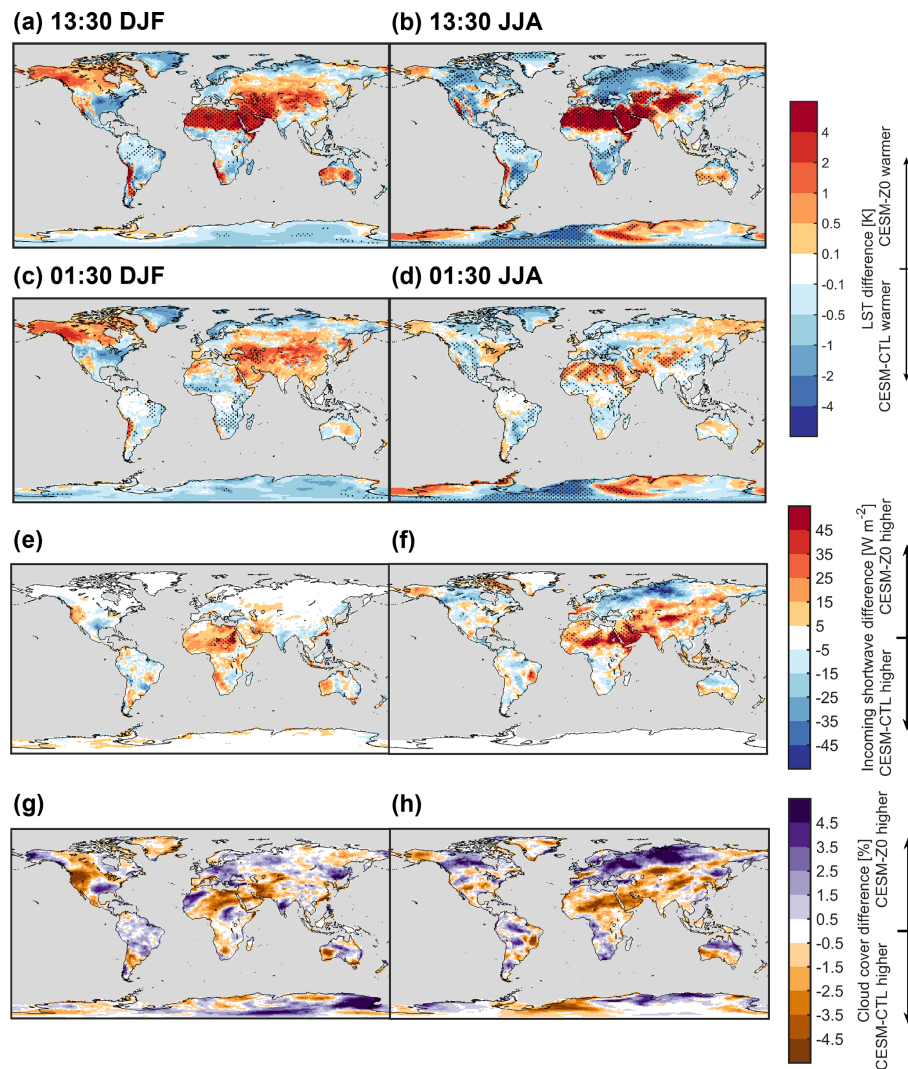 (a) 13:30 DJF
(b) 13:30 JJA
4
2
1
0.5
0.1
-0.1
-0.5
-1
-2
-4
LST difference [K]
CESM-CTL warmer
CESM-Z0 warmer
(c) 01:30 DJF
(d) 01:30 JJA
(e)
(f)
45
35
25
15
5
-5
-15
-25
-35
-45
Incoming shortwave difference [W m⁻²]
CESM-CTL higher
CESM-Z0 higher
(g)
(h)
4.5
3.5
2.5
1.5
0.5
-0.5
-1.5
-2.5
-3.5
-4.5
Cloud cover difference [%]
CESM-CTL higher
CESM-Z0 higher